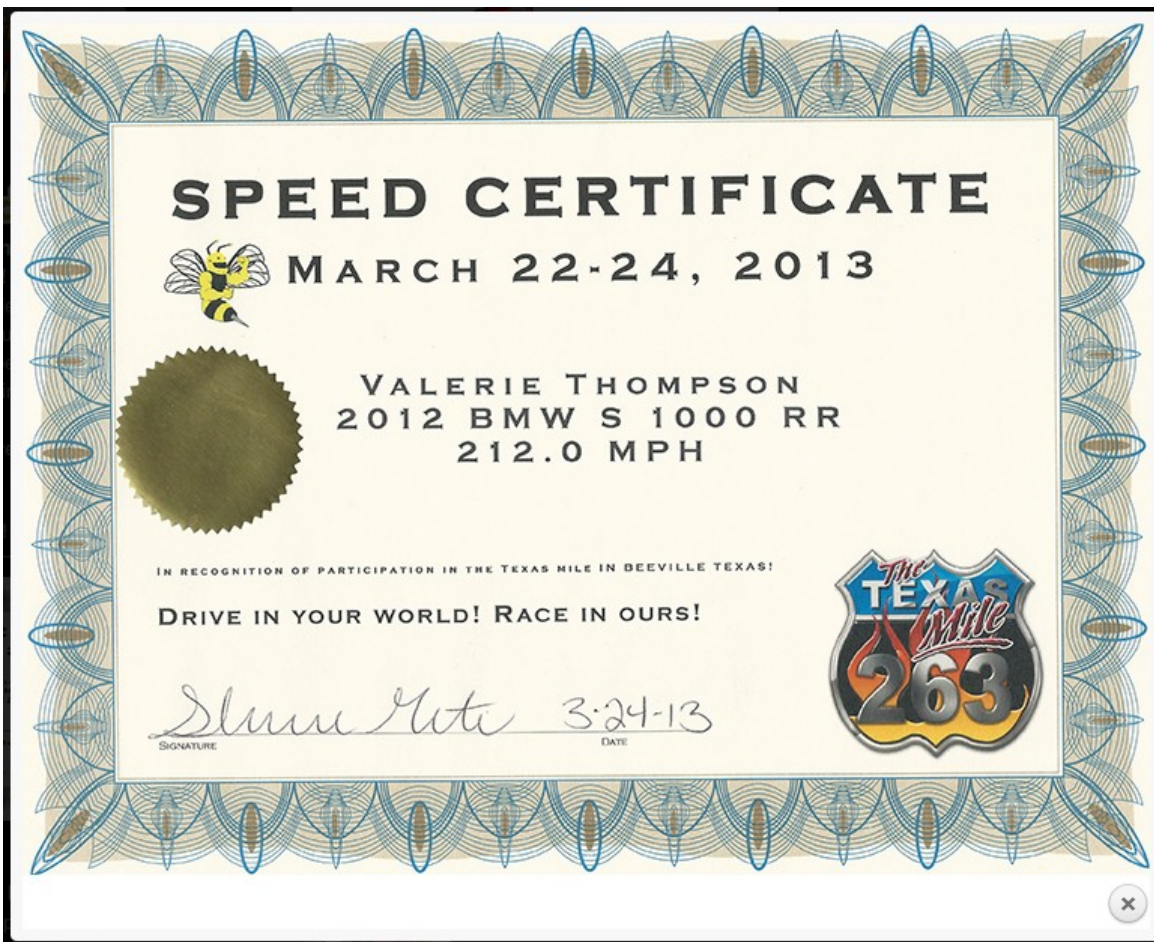 SPEED CERTIFICATE
MARCH 22-24, 2013
VALERIE THOMPSON
2012 BMW S 1000 RR
212.0 MPH
IN RECOGNITION OF PARTICIPATION IN THE TEXAS MILE IN BEEVILLE TEXAS!
DRIVE IN YOUR WORLD! RACE IN OURS!
The
TEXAS
Mile
263
3-24-13
SIGNATURE
DATE